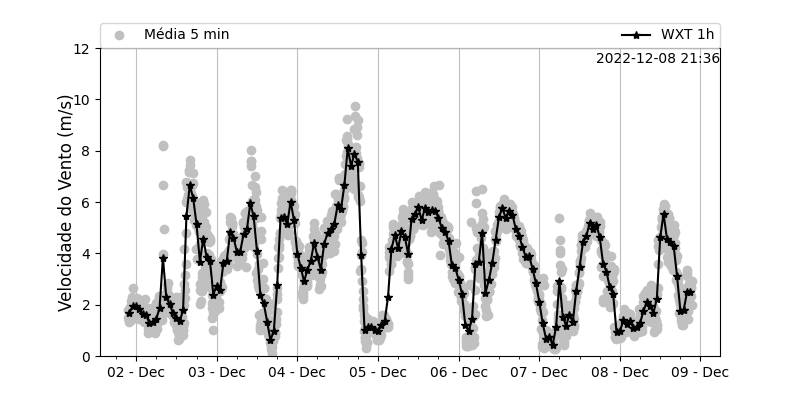 Média 5 min
WXT 1h
2022-12-08 21:36
Velocidade do Vento (m/s)
12
10
8
6
4
2
0
02 - Dec
03 - Dec
04 - Dec
05 - Dec
06 - Dec
07 - Dec
08 - Dec
09 - Dec